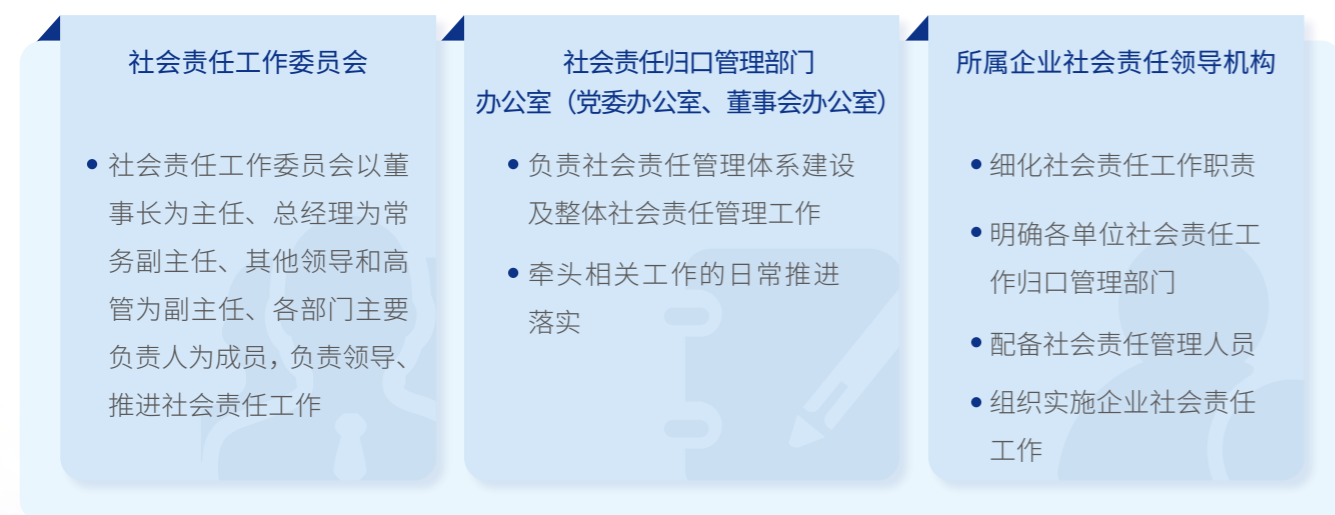 社会责任工作委员会
社会责任工作委员会以董
事长为主任、总经理为常
务副主任、其他领导和高
管为副主任、各部门主要
负责人为成员，负责领导、
推进社会责任工作
社会责任归口管理部门
办公室（党委办公室、董事会办公室）
负责社会责任管理体系建设
及整体社会责任管理工作
牵头相关工作的日常推进
落实
所属企业社会责任领导机构
细化社会责任工作职责
明确各单位社会责任工
作归口管理部门
配备社会责任管理人员
组织实施企业社会责任
工作